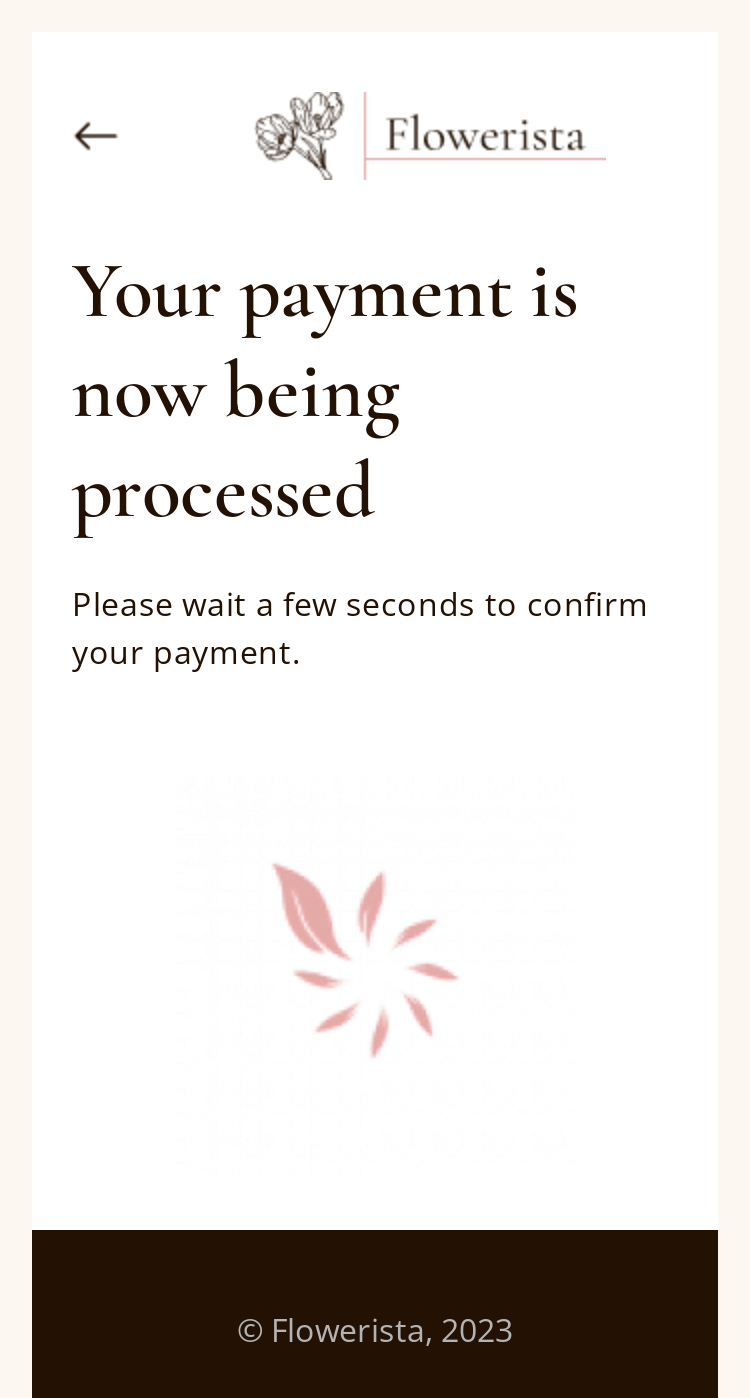 Flowerista
Your payment is
now being
processed
Please wait a few seconds to confirm
your payment.
© Flowerista, 2023